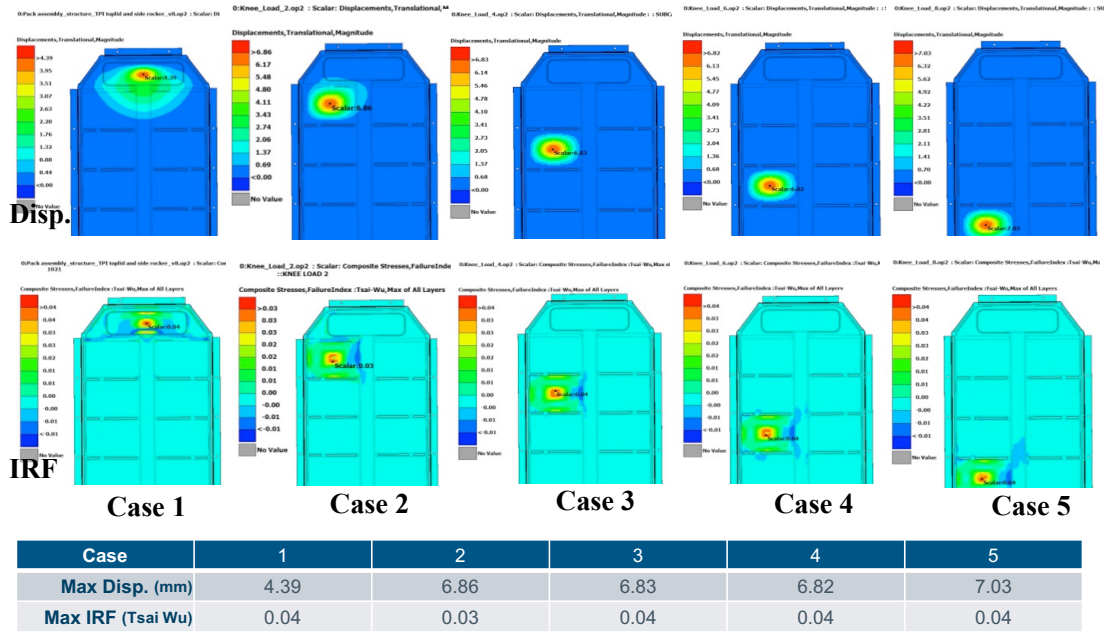 0:Pack assembly_structure_TPI toplid and side rocker_v8.op2 : Scalar: Di
Displacements,Translational,Magnitude
>4.39
3.95
3.51
3.07
2.63
2.20
1.76
1.32
0.88
0.44
<0.00
No Value
Scalar:4.39
0:Knee_Load_2.op2 : Scalar: Displacements,Translational,M
Displacements,Translational,Magnitude
>6.86
6.17
5.48
4.80
4.11
3.43
2.74
2.06
1.37
0.69
<0.00
No Value
Scalar:6.86
0:Knee_Load_4.op2 : Scalar: Displacements,Translational,Magnitude : : SUBCA
Displacements,Translational,Magnitude
>6.83
6.14
5.46
4.78
4.10
3.41
2.73
2.05
1.37
0.68
<0.00
No Value
Scalar:6.83
0:Knee_Load_6.op2 : Scalar: Displacements,Translational,Magnitude : : S
Displacements,Translational,Magnitude
>6.82
6.13
5.45
4.77
4.09
3.41
2.73
2.04
1.36
0.68
<0.00
No Value
Scalar:6.82
0:Knee_Load_8.op2 : Scalar: Displacements,Translational,Magnitude : : SU
Displacements,Translational,Magnitude
>7.03
6.32
5.62
4.92
4.22
3.51
2.81
2.11
1.41
0.70
<0.00
No Value
Scalar:7.03
Disp.
0:Pack assembly_structure_TPI toplid and side rocker_v8.op2 : Scalar: Co
1021
Composite Stresses,FailureIndex :Tsai-Wu,Max of All Layers
>0.04
0.04
0.03
0.03
0.02
0.01
0.01
0.00
-0.00
-0.01
<-0.01
No Value
Scalar:0.04
0:Knee_Load_2.op2 : Scalar: Composite Stresses,FailureInde
::KNEE LOAD 2
Composite Stresses,FailureIndex :Tsai-Wu,Max of All Layers
>0.03
0.03
0.03
0.02
0.02
0.01
0.01
0.00
-0.00
-0.01
<-0.01
No Value
Scalar:0.03
0:Knee_Load_4.op2 : Scalar: Composite Stresses,FailureIndex :Tsai-Wu,Max of
Composite Stresses,FailureIndex :Tsai-Wu,Max of All Layers
>0.04
0.04
0.03
0.02
0.02
0.01
0.01
0.00
-0.00
-0.01
<-0.01
No Value
Scalar:0.04
0:Knee_Load_6.op2 : Scalar: Composite Stresses,FailureIndex :Tsai-Wu,M
Composite Stresses,FailureIndex :Tsai-Wu,Max of All Layers
>0.04
0.04
0.03
0.02
0.02
0.01
0.01
0.00
-0.00
-0.01
<-0.01
No Value
Scalar:0.04
0:Knee_Load_8.op2 : Scalar: Composite Stresses,FailureIndex :Tsai-Wu,Max
Composite Stresses,FailureIndex :Tsai-Wu,Max of All Layers
>0.04
0.04
0.03
0.03
0.02
0.01
0.01
0.00
-0.00
-0.01
<-0.01
No Value
Scalar:0.04
IRF
Case 1 Case 2 Case 3 Case 4 Case 5
Case 1 2 3 4 5
Max Disp. (mm) 4.39 6.86 6.83 6.82 7.03
Max IRF (Tsai Wu) 0.04 0.03 0.04 0.04 0.04